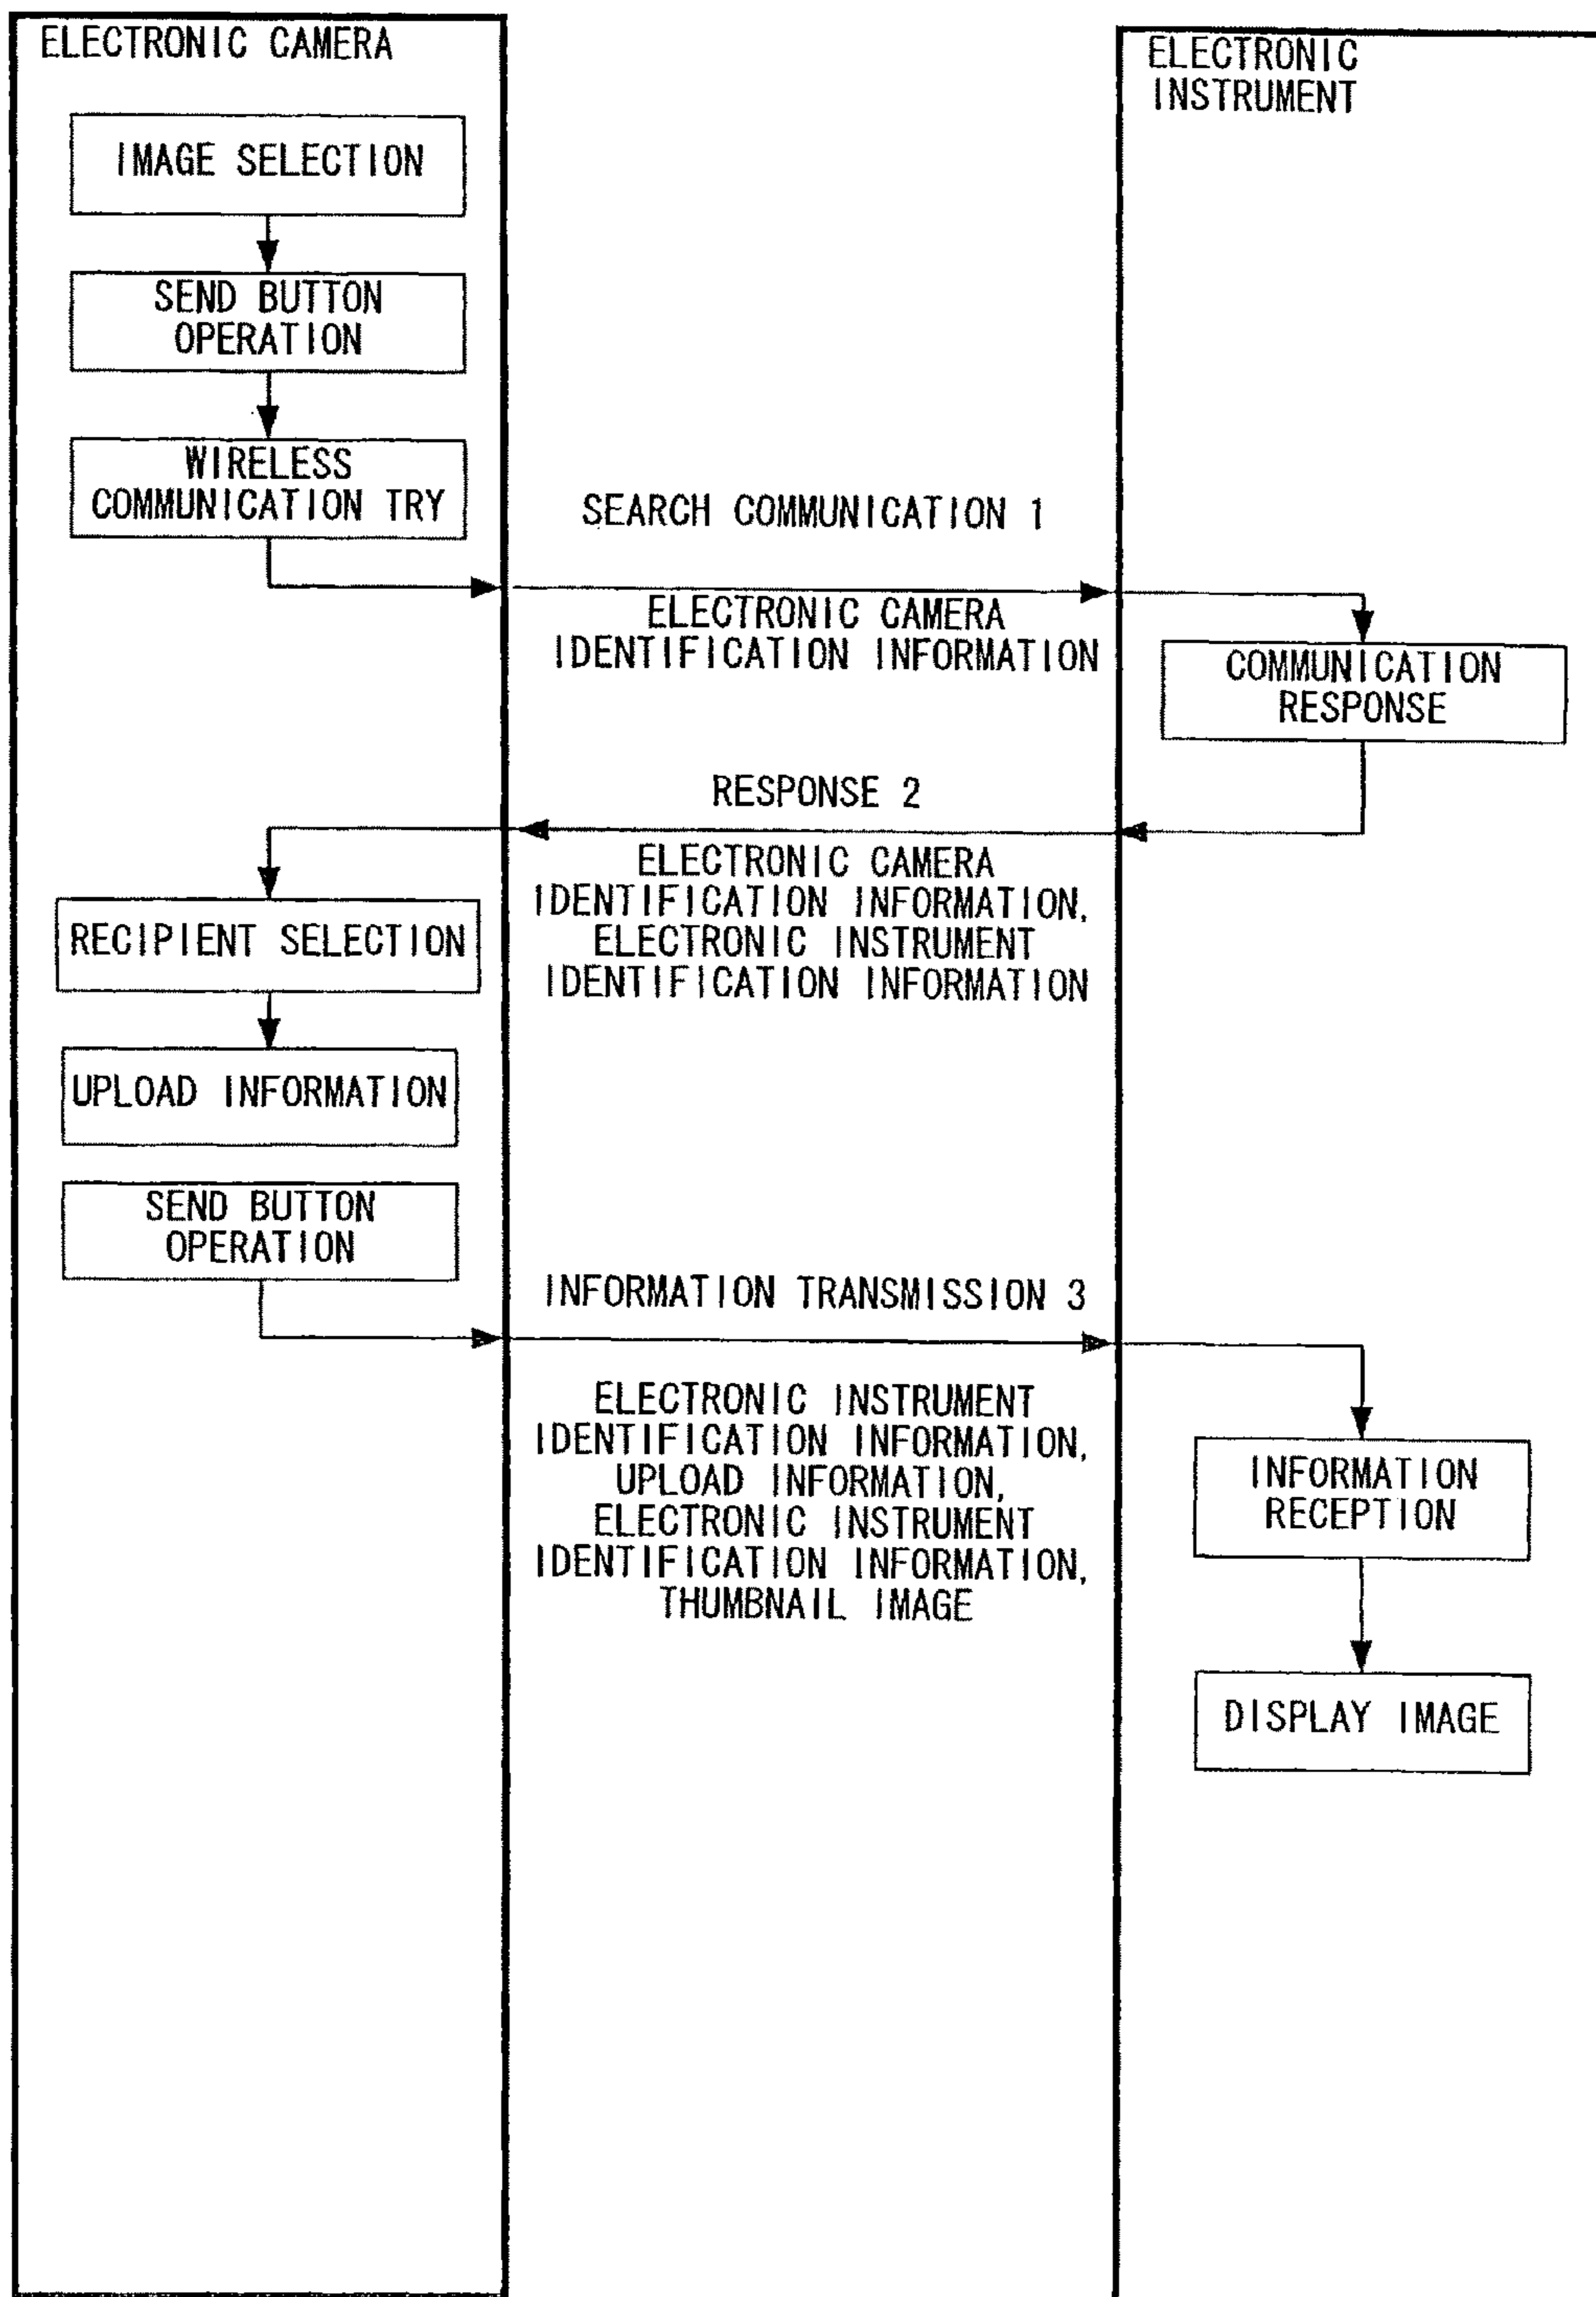 ELECTRONIC CAMERA
ELECTRONIC
INSTRUMENT
IMAGE SELECTION
SEND BUTTON
OPERATION
WIRELESS
COMMUNICATION TRY
SEARCH COMMUNICATION 1
ELECTRONIC CAMERA
IDENTIFICATION INFORMATION
COMMUNICATION
RESPONSE
RESPONSE 2
ELECTRONIC CAMERA
IDENTIFICATION INFORMATION,
ELECTRONIC INSTRUMENT
IDENTIFICATION INFORMATION
RECIPIENT SELECTION
UPLOAD INFORMATION
SEND BUTTON
OPERATION
INFORMATION TRANSMISSION 3
ELECTRONIC INSTRUMENT
IDENTIFICATION INFORMATION,
UPLOAD INFORMATION,
ELECTRONIC INSTRUMENT
IDENTIFICATION INFORMATION,
THUMBNAIL IMAGE
INFORMATION
RECEPTION
DISPLAY IMAGE